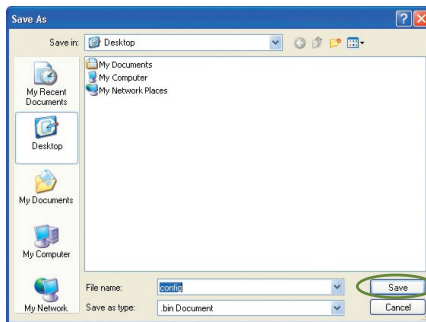 Save As
Save in: Desktop
My Documents
My Computer
My Network Places
My Recent
Documents
Desktop
My Documents
My Computer
My Network
File name: config Save
Save as type: .bin Document Cancel